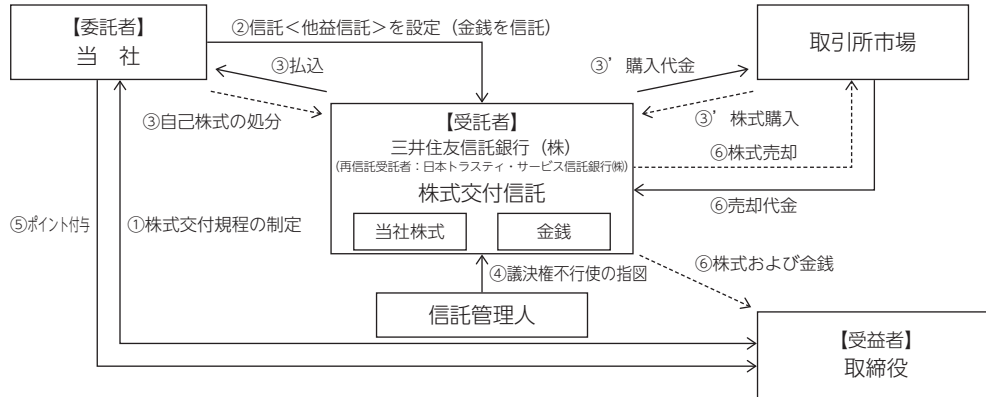 【委託者】
当　社
②信託＜他益信託＞を設定（金銭を信託）
取引所市場
③払込
③’購入代金
③自己株式の処分
③’株式購入
【受託者】
三井住友信託銀行（株）
(再信託受託者：日本トラスティ・サービス信託銀行㈱)
株式交付信託
当社株式
金銭
⑥株式売却
⑥売却代金
⑤ポイント付与
①株式交付規程の制定
④議決権不行使の指図
⑥株式および金銭
信託管理人
【受益者】
取締役